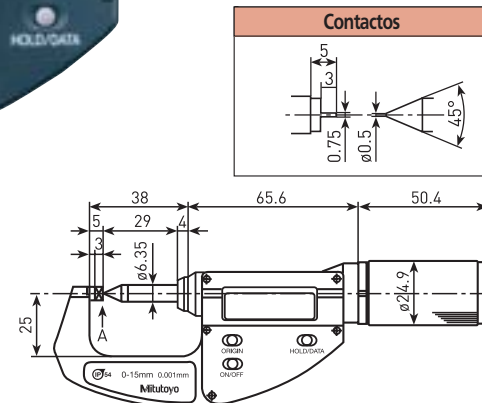 HOLD/DATA
Contactos
5
3
0.75
ø0.5
45°
38
65.6
50.4
5
29
4
3
ø6.35
ø24.9
25
A
ORIGIN
HOLD/DATA
ON/OFF
IP54
0-15mm 0.001mm
Mitutoyo